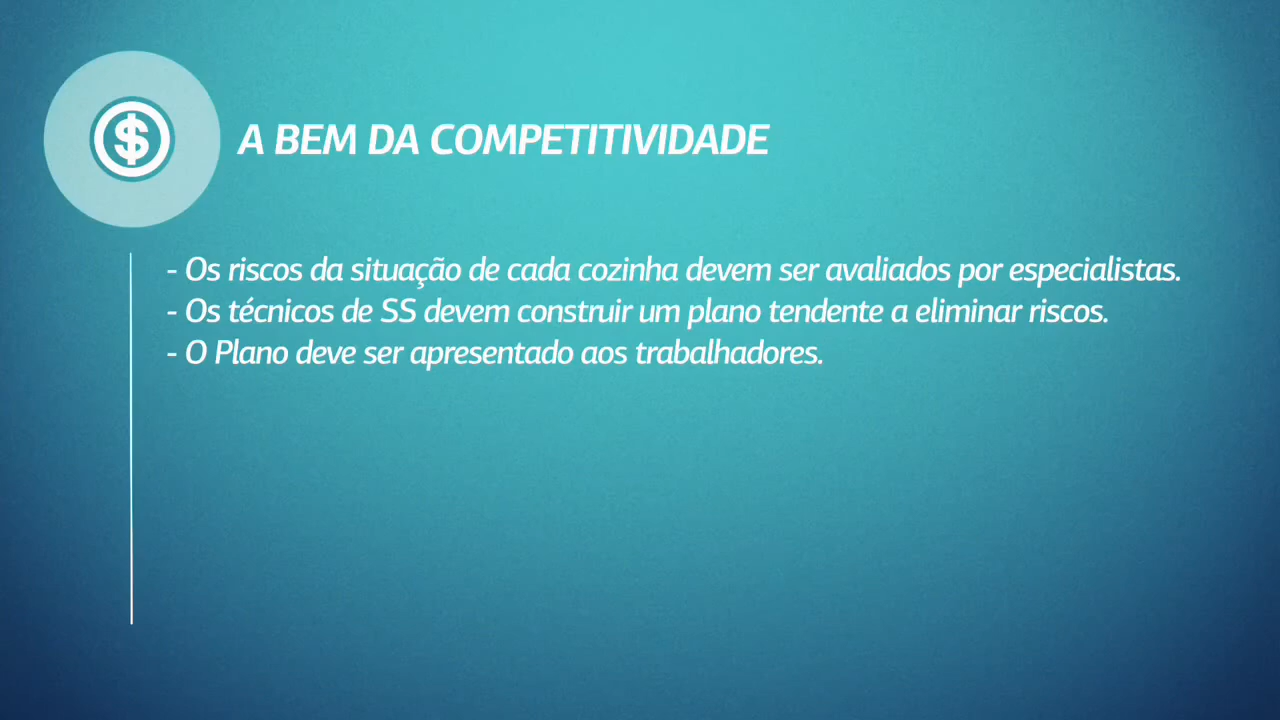 A BEM DA COMPETITIVIDADE
- Os riscos da situação de cada cozinha devem ser avaliados por especialistas.
- Os técnicos de SS devem construir um plano tendente a eliminar riscos.
- O Plano deve ser apresentado aos trabalhadores.